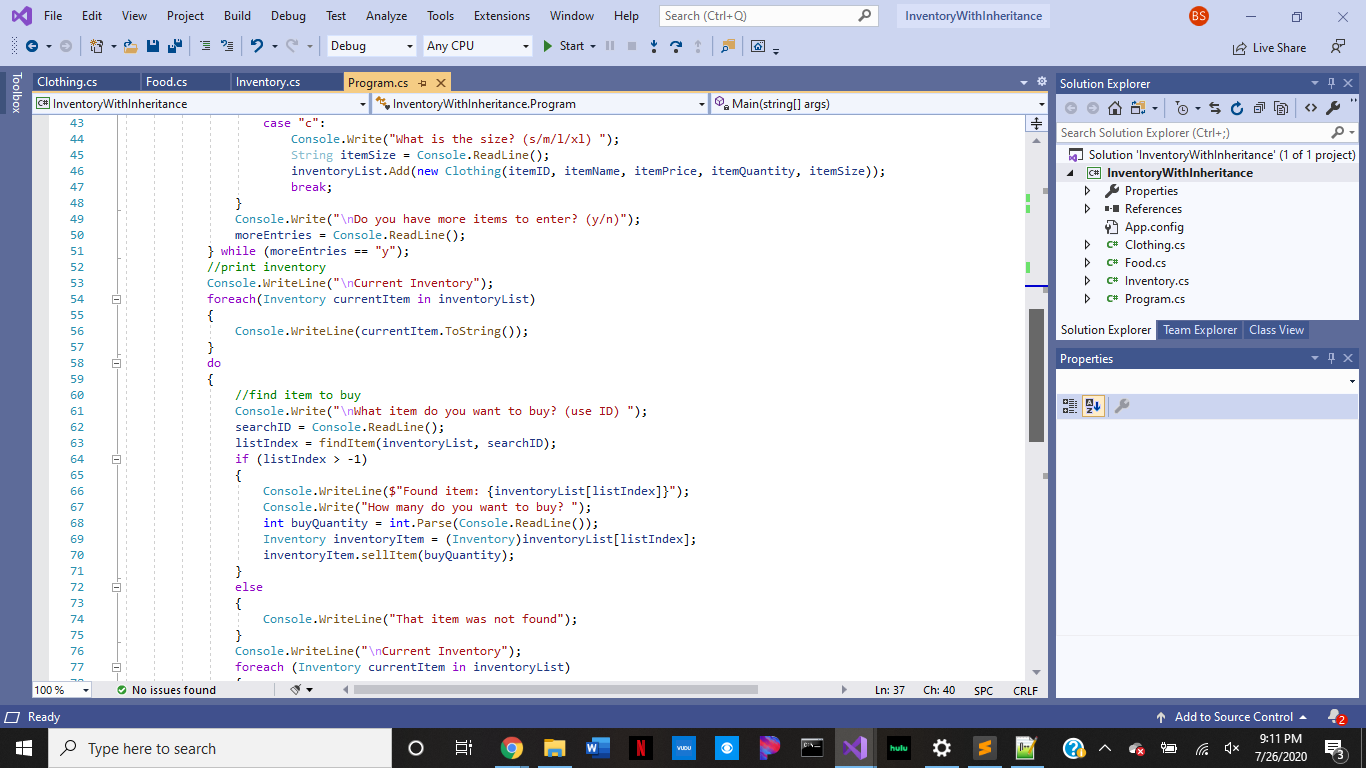 File Edit View Project Build Debug Test Analyze Tools Extensions Window Help Search (Ctrl+Q) InventoryWithInheritance BS
Debug Any CPU Start Live Share
Toolbox
Clothing.cs Food.cs Inventory.cs Program.cs
InventoryWithInheritance InventoryWithInheritance.Program Main(string[] args)
43 case "c":
44 Console.Write("What is the size? (s/m/l/xl) ");
45 String itemSize = Console.ReadLine();
46 inventoryList.Add(new Clothing(itemID, itemName, itemPrice, itemQuantity, itemSize));
47 break;
48 }
49 Console.Write("\nDo you have more items to enter? (y/n)");
50 moreEntries = Console.ReadLine();
51 } while (moreEntries == "y");
52 //print inventory
53 Console.WriteLine("\nCurrent Inventory");
54 foreach(Inventory currentItem in inventoryList)
55 {
56 Console.WriteLine(currentItem.ToString());
57 }
58 do
59 {
60 //find item to buy
61 Console.Write("\nWhat item do you want to buy? (use ID) ");
62 searchID = Console.ReadLine();
63 listIndex = findItem(inventoryList, searchID);
64 if (listIndex > -1)
65 {
66 Console.WriteLine($"Found item: {inventoryList[listIndex]}");
67 Console.Write("How many do you want to buy? ");
68 int buyQuantity = int.Parse(Console.ReadLine());
69 Inventory inventoryItem = (Inventory)inventoryList[listIndex];
70 inventoryItem.sellItem(buyQuantity);
71 }
72 else
73 {
74 Console.WriteLine("That item was not found");
75 }
76 Console.WriteLine("\nCurrent Inventory");
77 foreach (Inventory currentItem in inventoryList)
100 % No issues found Ln: 37 Ch: 40 SPC CRLF
Solution Explorer
Search Solution Explorer (Ctrl+;)
Solution 'InventoryWithInheritance' (1 of 1 project)
C# InventoryWithInheritance
Properties
References
App.config
C# Clothing.cs
C# Food.cs
C# Inventory.cs
C# Program.cs
Solution Explorer Team Explorer Class View
Properties
Ready Add to Source Control 2
Type here to search VUDU hulu
9:11 PM
7/26/2020
3